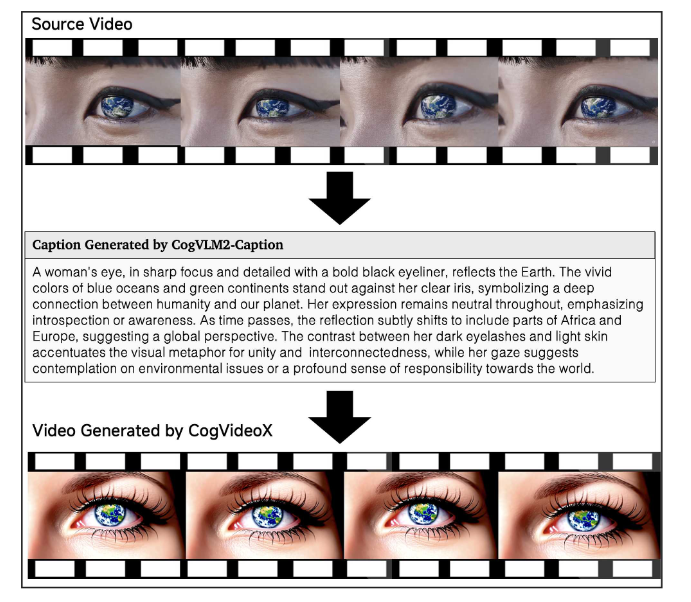 Source Video
Caption Generated by CogVLM2-Caption
A woman's eye, in sharp focus and detailed with a bold black eyeliner, reflects the Earth. The vivid
colors of blue oceans and green continents stand out against her clear iris, symbolizing a deep
connection between humanity and our planet. Her expression remains neutral throughout, emphasizing
introspection or awareness. As time passes, the reflection subtly shifts to include parts of Africa and
Europe, suggesting a global perspective. The contrast between her dark eyelashes and light skin
accentuates the visual metaphor for unity and interconnectedness, while her gaze suggests
contemplation on environmental issues or a profound sense of responsibility towards the world.
Video Generated by CogVideoX